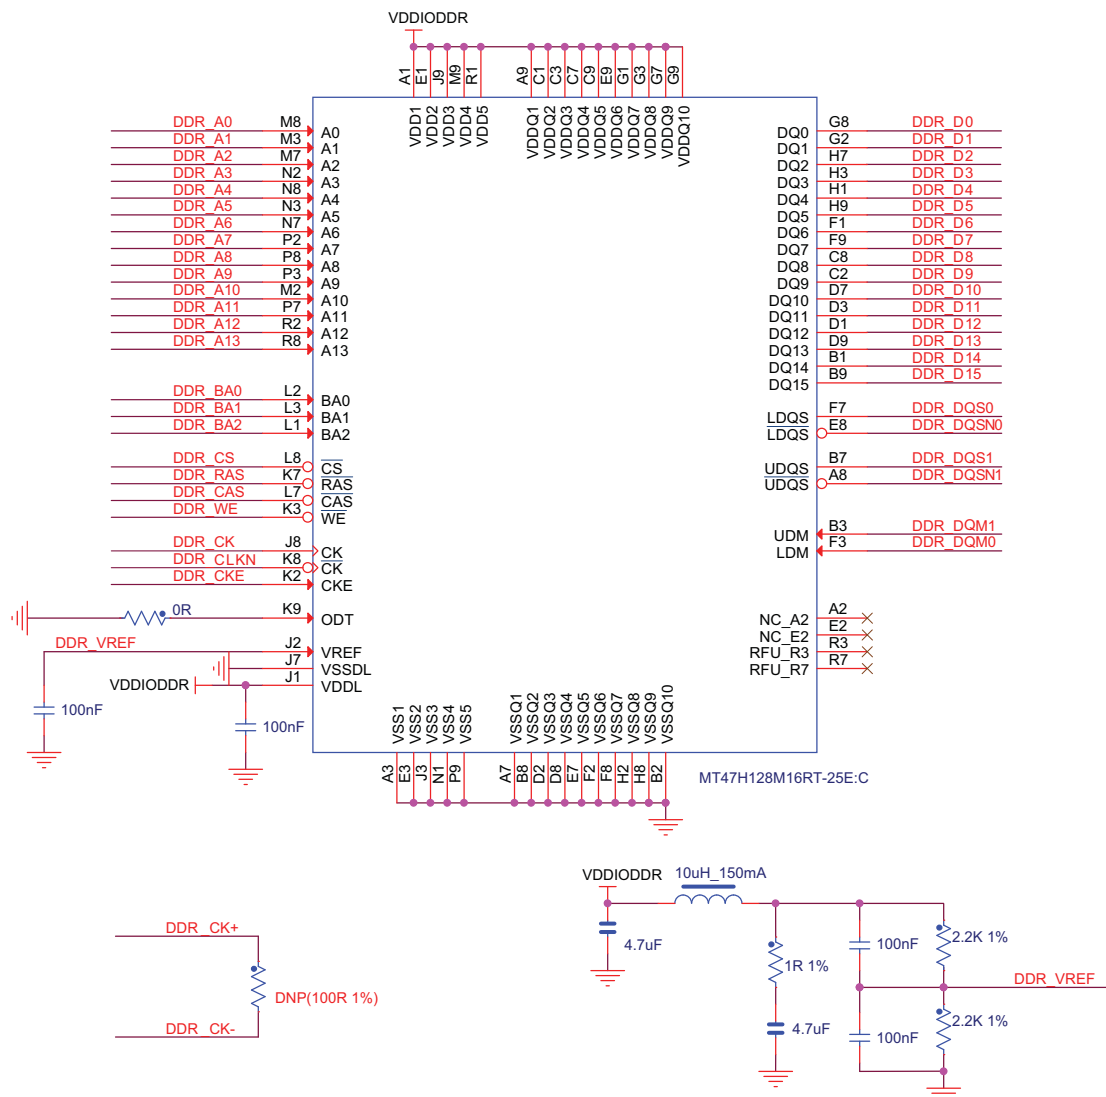 VDDIODDR
A1 E1 J9 M9 R1 A9 C1 C3 C7 C9 E9 G1 G3 G7 G9
VDD1 VDD2 VDD3 VDD4 VDD5 VDDQ1 VDDQ2 VDDQ3 VDDQ4 VDDQ5 VDDQ6 VDDQ7 VDDQ8 VDDQ9 VDDQ10
DDR_A0 M8 A0 DQ0 G8 DDR_D0
DDR_A1 M3 A1 DQ1 G2 DDR_D1
DDR_A2 M7 A2 DQ2 H7 DDR_D2
DDR_A3 N2 A3 DQ3 H3 DDR_D3
DDR_A4 N8 A4 DQ4 H1 DDR_D4
DDR_A5 N3 A5 DQ5 H9 DDR_D5
DDR_A6 N7 A6 DQ6 F1 DDR_D6
DDR_A7 P2 A7 DQ7 F9 DDR_D7
DDR_A8 P8 A8 DQ8 C8 DDR_D8
DDR_A9 P3 A9 DQ9 C2 DDR_D9
DDR_A10 M2 A10 DQ10 D7 DDR_D10
DDR_A11 P7 A11 DQ11 D3 DDR_D11
DDR_A12 R2 A12 DQ12 D1 DDR_D12
DDR_A13 R8 A13 DQ13 D9 DDR_D13
DQ14 B1 DDR_D14
DQ15 B9 DDR_D15
DDR_BA0 L2 BA0
DDR_BA1 L3 BA1 LDQS F7 DDR_DQS0
DDR_BA2 L1 BA2 LDQS E8 DDR_DQSN0
DDR_CS L8 CS UDQS B7 DDR_DQS1
DDR_RAS K7 RAS UDQS A8 DDR_DQSN1
DDR_CAS L7 CAS
DDR_WE K3 WE UDM B3 DDR_DQM1
DDR_CK J8 CK LDM F3 DDR_DQM0
DDR_CLKN K8 CK
DDR_CKE K2 CKE
0R K9 ODT NC_A2 A2
NC_E2 E2
DDR_VREF J2 VREF RFU_R3 R3
J7 VSSDL RFU_R7 R7
VDDIODDR J1 VDDL
100nF 100nF
VSS1 VSS2 VSS3 VSS4 VSS5 VSSQ1 VSSQ2 VSSQ3 VSSQ4 VSSQ5 VSSQ6 VSSQ7 VSSQ8 VSSQ9 VSSQ10
A3 E3 J3 N1 P9 A7 B8 D2 D8 E7 F2 F8 H2 H8 B2
MT47H128M16RT-25E:C
VDDIODDR 10uH_150mA
4.7uF
1R 1%
4.7uF
100nF 2.2K 1%
DDR_VREF
100nF 2.2K 1%
DDR_CK+
DNP(100R 1%)
DDR_CK-